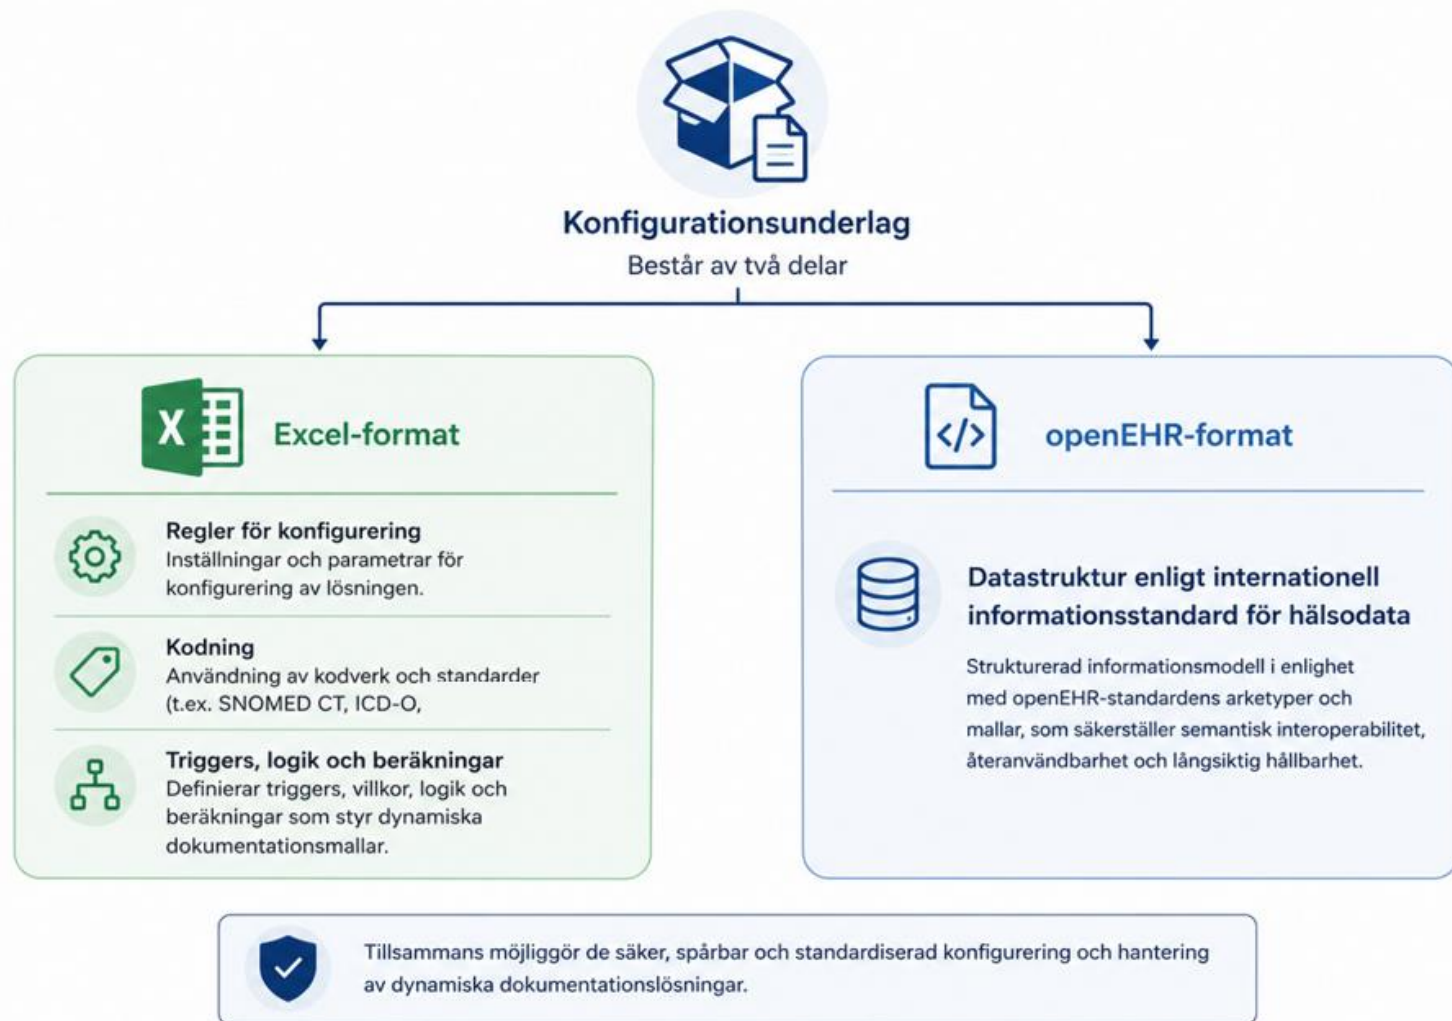 Konfigurationsunderlag
Består av två delar
X
Excel-format
Regler för konfigurering
Inställningar och parametrar för
konfigurering av lösningen.
Kodning
Användning av kodverk och standarder
(t.ex. SNOMED CT, ICD-O,
Triggers, logik och beräkningar
Definierar triggers, villkor, logik och
beräkningar som styr dynamiska
dokumentationsmallar.
</>
openEHR-format
Datastruktur enligt internationell
informationsstandard för hälsodata
Strukturerad informationsmodell i enlighet
med openEHR-standardens arketyper och
mallar, som säkerställer semantisk interoperabilitet,
återanvändbarhet och långsiktig hållbarhet.
Tillsammans möjliggör de säker, spårbar och standardiserad konfigurering och hantering
av dynamiska dokumentationslösningar.